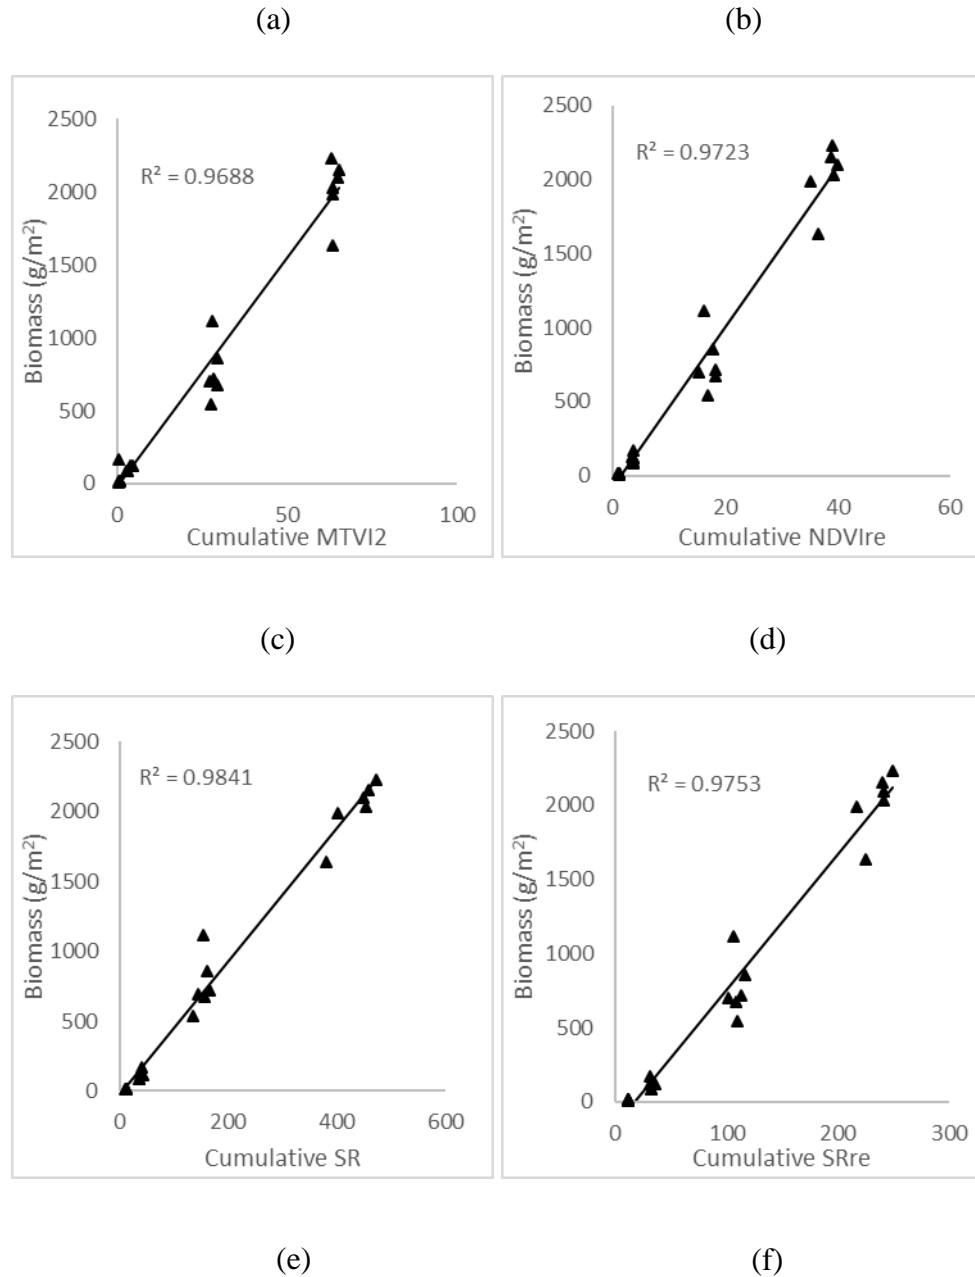 (a)
(b)
2500
2000
1500
1000
500
0
Biomass (g/m²)
R² = 0.9688
0
50
100
Cumulative MTVI2
2500
2000
1500
1000
500
0
Biomass (g/m²)
R² = 0.9723
0
20
40
60
Cumulative NDVIre
(c)
(d)
2500
2000
1500
1000
500
0
Biomass (g/m²)
R² = 0.9841
0
200
400
600
Cumulative SR
2500
2000
1500
1000
500
0
Biomass (g/m²)
R² = 0.9753
0
100
200
300
Cumulative SRre
(e)
(f)